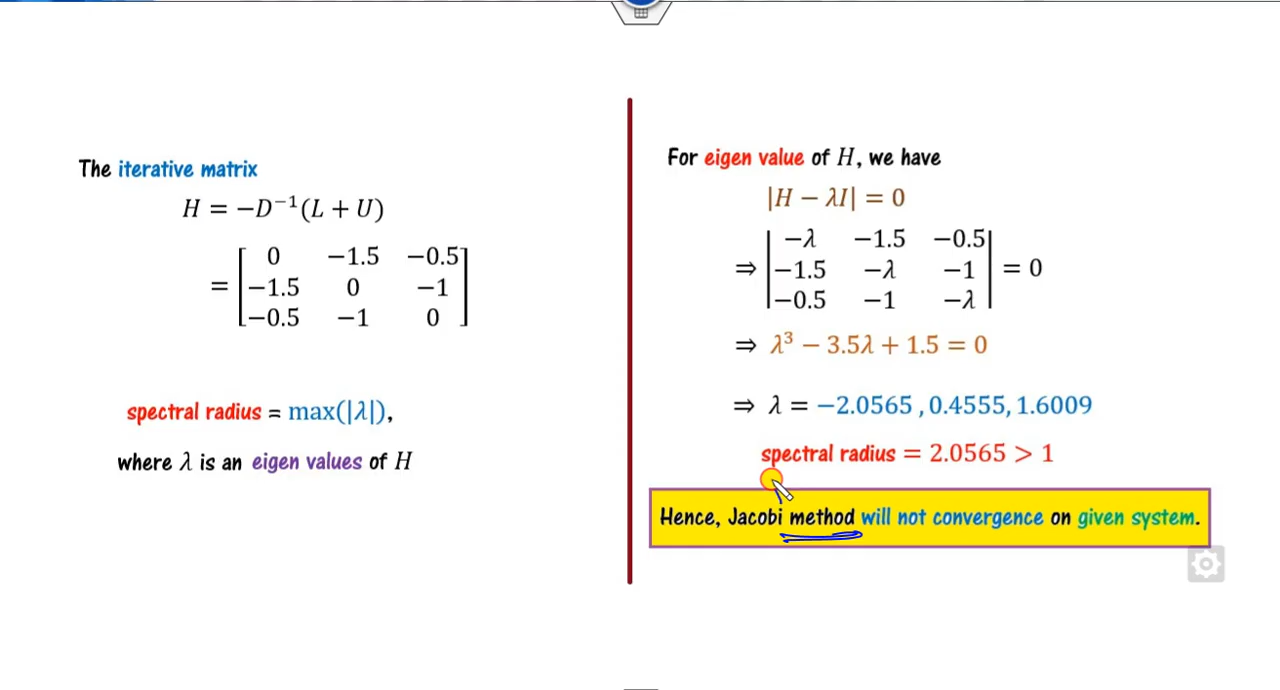 The iterative matrix
H = −D⁻¹(L + U)
= [ 0 −1.5 −0.5
−1.5 0 −1
−0.5 −1 0 ]
spectral radius = max(|λ|),
where λ is an eigen values of H
For eigen value of H, we have
|H − λI| = 0
⇒ | −λ −1.5 −0.5 |
| −1.5 −λ −1 | = 0
| −0.5 −1 −λ |
⇒ λ³ − 3.5λ + 1.5 = 0
⇒ λ = −2.0565 , 0.4555, 1.6009
spectral radius = 2.0565 > 1
Hence, Jacobi method will not convergence on given system.